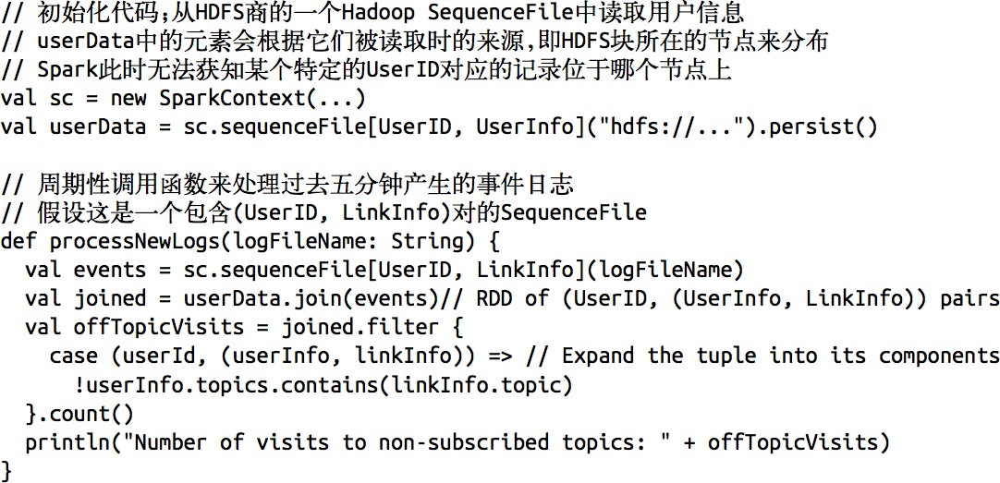 // 初始化代码;从HDFS商的一个Hadoop SequenceFile中读取用户信息
// userData中的元素会根据它们被读取时的来源,即HDFS块所在的节点来分布
// Spark此时无法获知某个特定的UserID对应的记录位于哪个节点上
val sc = new SparkContext(...)
val userData = sc.sequenceFile[UserID, UserInfo]("hdfs://...").persist()

// 周期性调用函数来处理过去五分钟产生的事件日志
// 假设这是一个包含(UserID, LinkInfo)对的SequenceFile
def processNewLogs(logFileName: String) {
  val events = sc.sequenceFile[UserID, LinkInfo](logFileName)
  val joined = userData.join(events)// RDD of (UserID, (UserInfo, LinkInfo)) pairs
  val offTopicVisits = joined.filter {
    case (userId, (userInfo, linkInfo)) => // Expand the tuple into its components
      !userInfo.topics.contains(linkInfo.topic)
  }.count()
  println("Number of visits to non-subscribed topics: " + offTopicVisits)
}